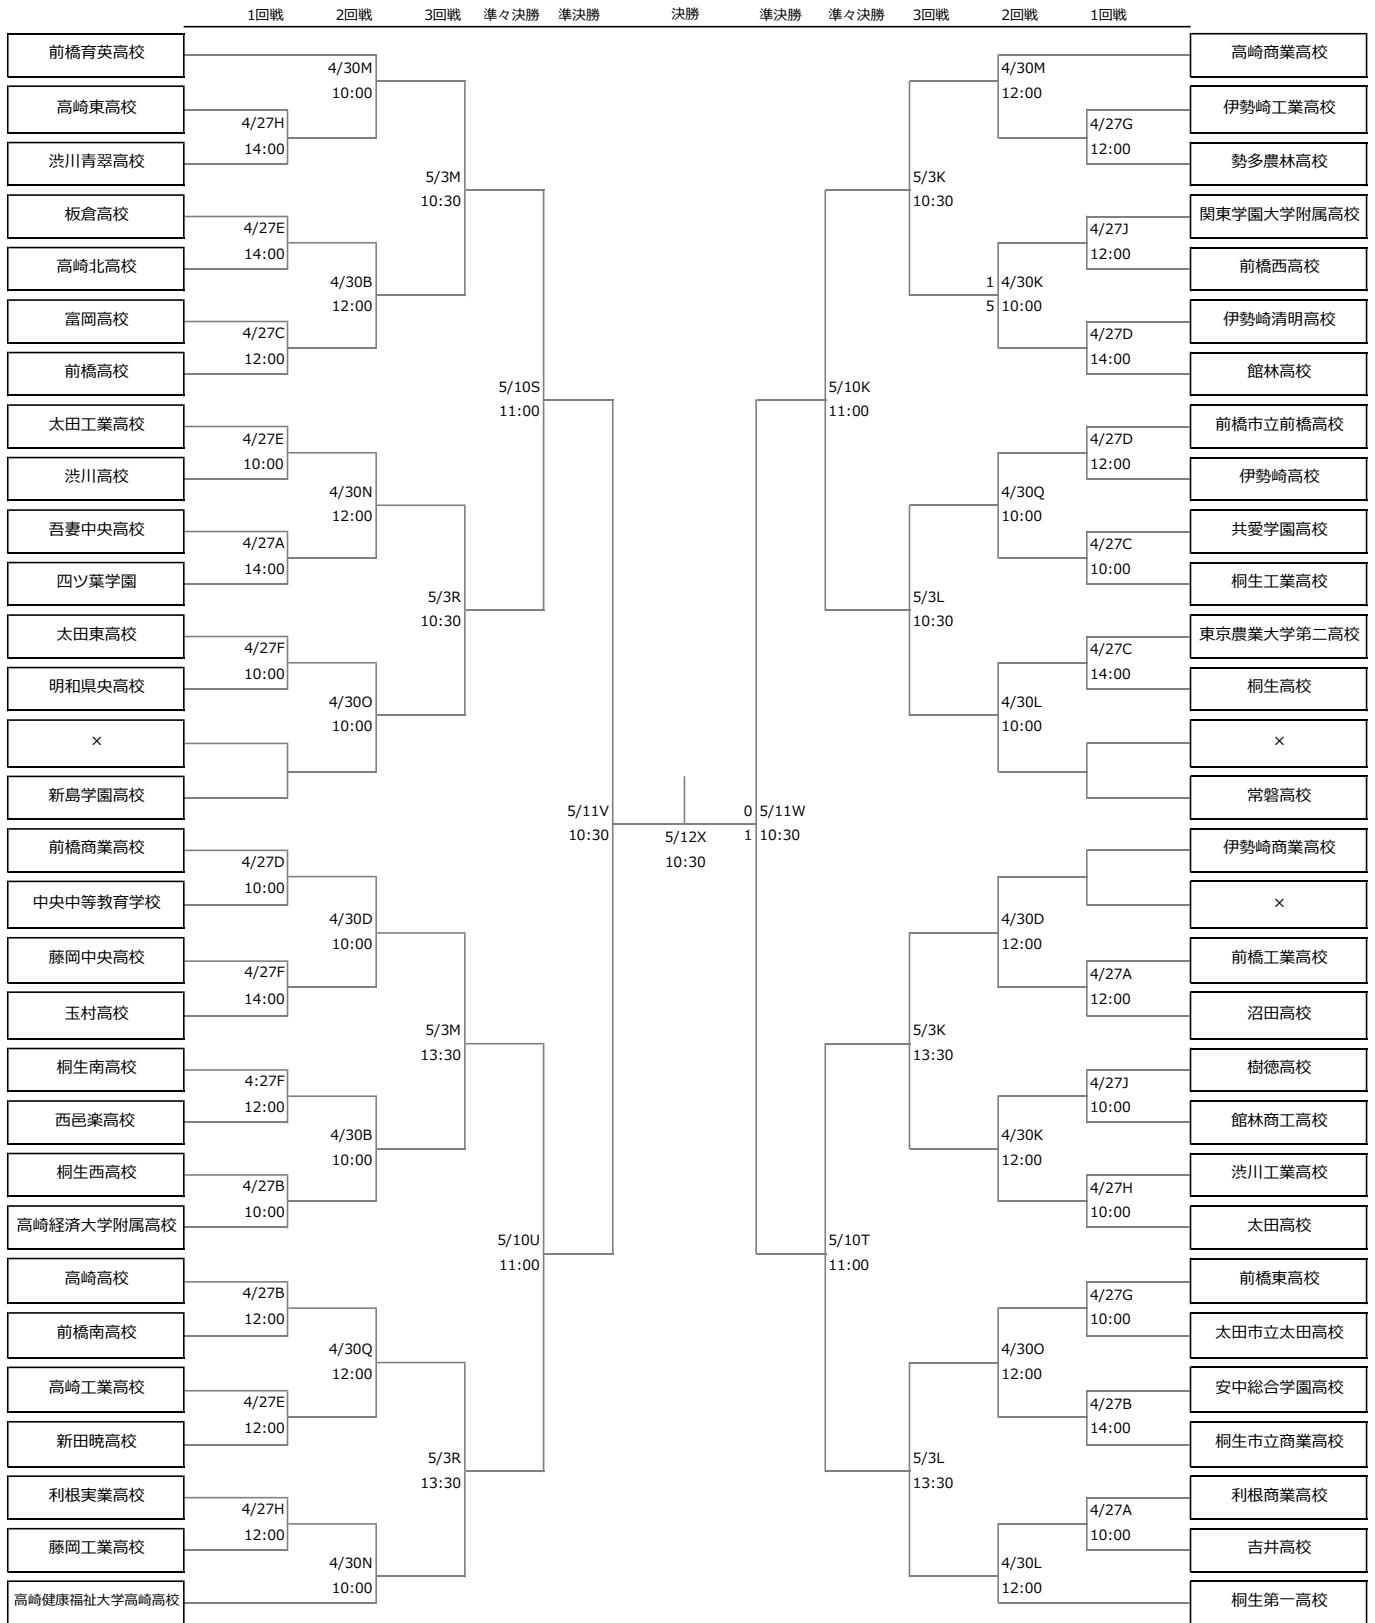 1回戦 2回戦 3回戦 準々決勝 準決勝 決勝 準決勝 準々決勝 3回戦 2回戦 1回戦
前橋育英高校
高崎東高校
渋川青翠高校
板倉高校
高崎北高校
富岡高校
前橋高校
太田工業高校
渋川高校
吾妻中央高校
四ツ葉学園
太田東高校
明和県央高校
×
新島学園高校
前橋商業高校
中央中等教育学校
藤岡中央高校
玉村高校
桐生南高校
西邑楽高校
桐生西高校
高崎経済大学附属高校
高崎高校
前橋南高校
高崎工業高校
新田暁高校
利根実業高校
藤岡工業高校
高崎健康福祉大学高崎高校
4/27H
14:00
4/27E
14:00
4/27C
12:00
4/27E
10:00
4/27A
14:00
4/27F
10:00
4/27D
10:00
4/27F
14:00
4:27F
12:00
4/27B
10:00
4/27B
12:00
4/27E
12:00
4/27H
12:00
4/30M
10:00
4/30B
12:00
4/30N
12:00
4/30O
10:00
4/30D
10:00
4/30B
10:00
4/30Q
12:00
4/30N
10:00
5/3M
10:30
5/3R
10:30
5/3M
13:30
5/3R
13:30
5/10S
11:00
5/10U
11:00
5/11V
10:30
5/12X
10:30
0 5/11W
1 10:30
5/10K
11:00
5/10T
11:00
5/3K
10:30
5/3L
10:30
5/3K
13:30
5/3L
13:30
4/30M
12:00
1 4/30K
5 10:00
4/30Q
10:00
4/30L
10:00
4/30D
12:00
4/30K
12:00
4/30O
12:00
4/30L
12:00
4/27G
12:00
4/27J
12:00
4/27D
14:00
4/27D
12:00
4/27C
10:00
4/27C
14:00
4/27A
12:00
4/27J
10:00
4/27H
10:00
4/27G
10:00
4/27B
14:00
4/27A
10:00
高崎商業高校
伊勢崎工業高校
勢多農林高校
関東学園大学附属高校
前橋西高校
伊勢崎清明高校
館林高校
前橋市立前橋高校
伊勢崎高校
共愛学園高校
桐生工業高校
東京農業大学第二高校
桐生高校
×
常磐高校
伊勢崎商業高校
×
前橋工業高校
沼田高校
樹徳高校
館林商工高校
渋川工業高校
太田高校
前橋東高校
太田市立太田高校
安中総合学園高校
桐生市立商業高校
利根商業高校
吉井高校
桐生第一高校